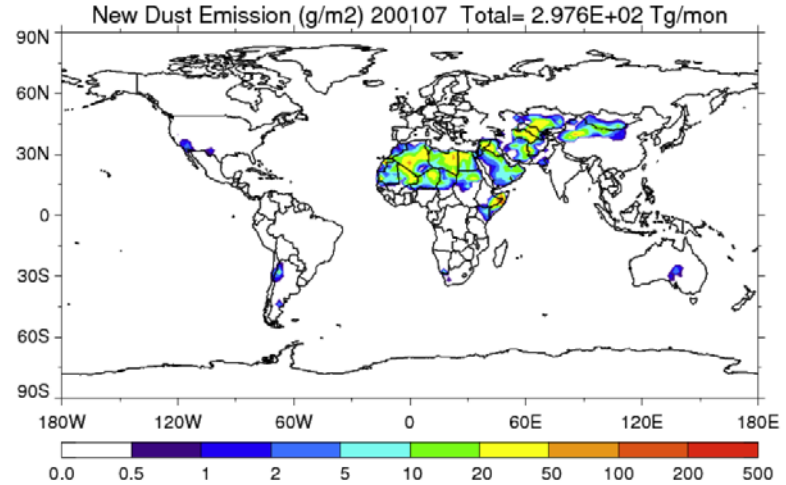 New Dust Emission (g/m2) 200107 Total= 2.976E+02 Tg/mon
90N
60N
30N
0
30S
60S
90S
180W 120W 60W 0 60E 120E 180E
0.0 0.5 1 2 5 10 20 50 100 200 500